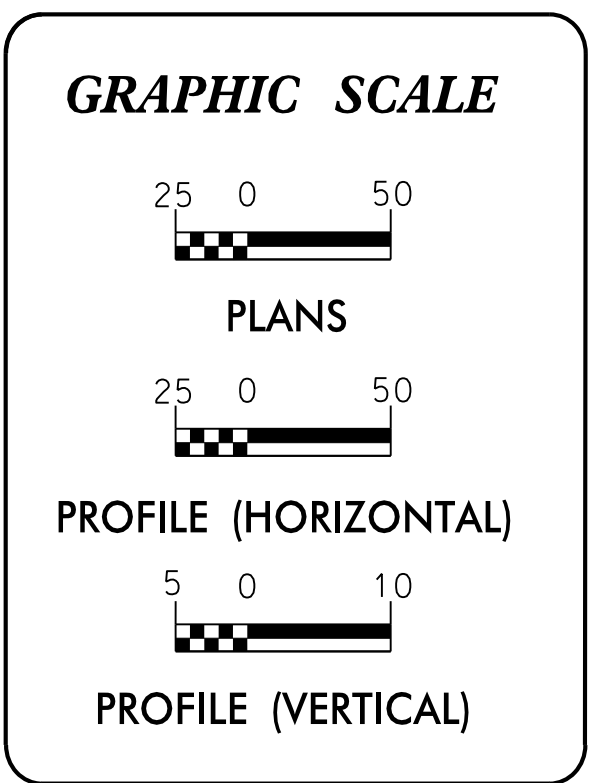 GRAPHIC SCALE
25 0 50
PLANS
25 0 50
PROFILE (HORIZONTAL)
5 0 10
PROFILE (VERTICAL)